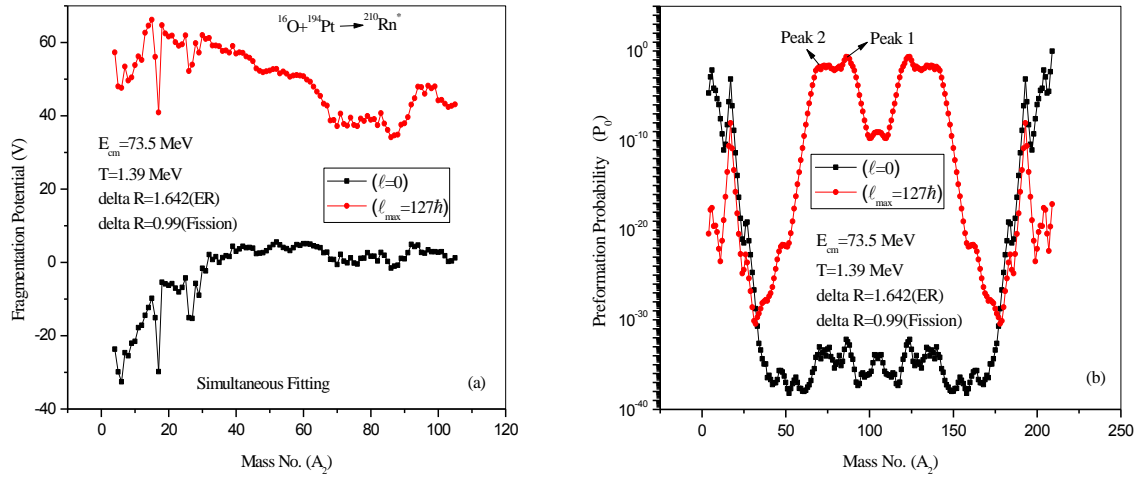 Fragmentation Potential (V)
60
40
20
0
-20
-40
¹⁶O+¹⁹⁴Pt → ²¹⁰Rn*
E_cm=73.5 MeV
T=1.39 MeV
delta R=1.642(ER)
delta R=0.99(Fission)
(ℓ=0)
(ℓ_max=127ħ)
Simultaneous Fitting
(a)
0 20 40 60 80 100 120
Mass No. (A₂)
Preformation Probability (P₀)
10⁰
10⁻¹⁰
10⁻²⁰
10⁻³⁰
10⁻⁴⁰
Peak 2
Peak 1
(ℓ=0)
(ℓ_max=127ħ)
E_cm=73.5 MeV
T=1.39 MeV
delta R=1.642(ER)
delta R=0.99(Fission)
(b)
0 50 100 150 200 250
Mass No. (A₂)